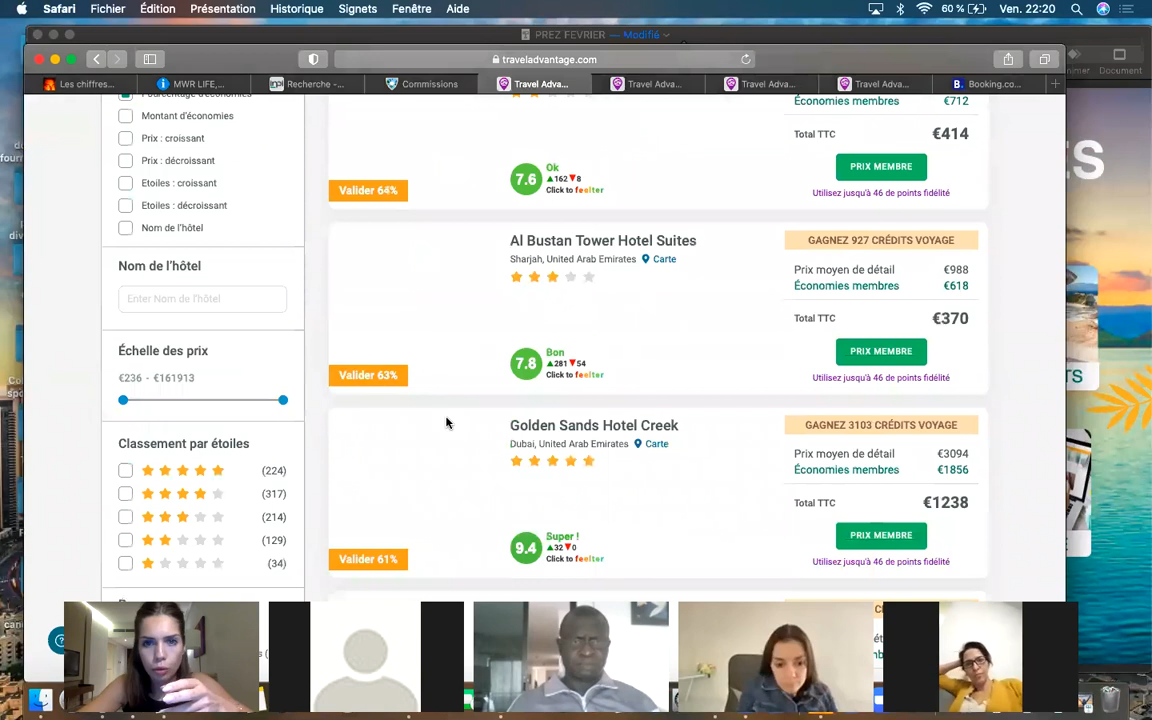 Safari Fichier Édition Présentation Historique Signets Fenêtre Aide 60 % Ven. 22:20
PREZ FEVRIER — Modifié
traveladvantage.com
Document
Les chiffres... MWR LIFE,... Recherche -... Commissions Travel Adva... Travel Adva... Travel Adva... Travel Adva... Booking.co...
Montant d'économies
Prix : croissant
Prix : décroissant
Etoiles : croissant
Etoiles : décroissant
Nom de l'hôtel
Nom de l'hôtel
Enter Nom de l'hôtel
Échelle des prix
€236 - €161913
Classement par étoiles
(224)
(317)
(214)
(129)
(34)
Économies membres €712
Total TTC €414
PRIX MEMBRE
Utilisez jusqu'à 46 de points fidélité
7.6 Ok
162 8
Click to feelter
Valider 64%
Al Bustan Tower Hotel Suites
Sharjah, United Arab Emirates Carte
GAGNEZ 927 CRÉDITS VOYAGE
Prix moyen de détail €988
Économies membres €618
Total TTC €370
PRIX MEMBRE
Utilisez jusqu'à 46 de points fidélité
7.8 Bon
281 54
Click to feelter
Valider 63%
Golden Sands Hotel Creek
Dubai, United Arab Emirates Carte
GAGNEZ 3103 CRÉDITS VOYAGE
Prix moyen de détail €3094
Économies membres €1856
Total TTC €1238
PRIX MEMBRE
Utilisez jusqu'à 46 de points fidélité
9.4 Super !
32 0
Click to feelter
Valider 61%